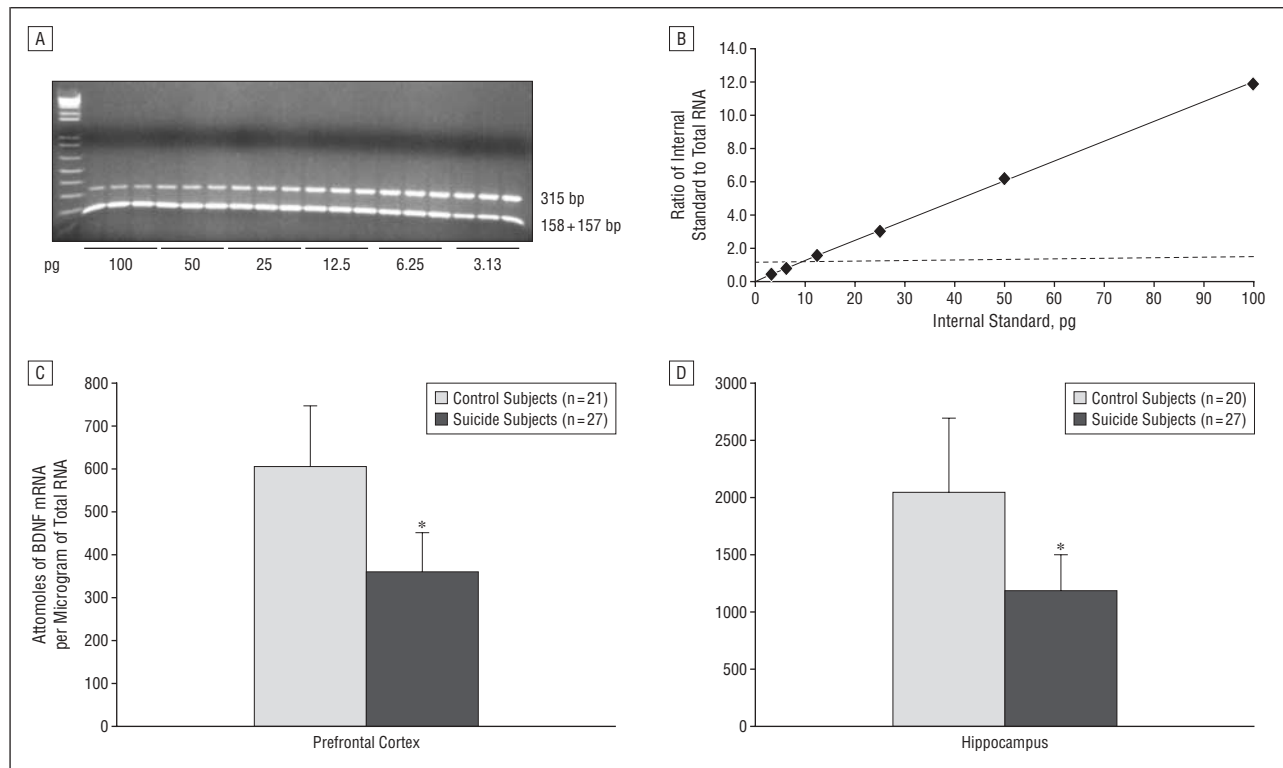 A
315 bp
158+157 bp
pg 100 50 25 12.5 6.25 3.13
B
Ratio of Internal
Standard to Total RNA
14.0
12.0
10.0
8.0
6.0
4.0
2.0
0.0
0 10 20 30 40 50 60 70 80 90 100
Internal Standard, pg
C
Attomoles of BDNF mRNA
per Microgram of Total RNA
800
700
600
500
400
300
200
100
0
Control Subjects (n=21)
Suicide Subjects (n=27)
*
Prefrontal Cortex
D
3000
2500
2000
1500
1000
500
0
Control Subjects (n=20)
Suicide Subjects (n=27)
*
Hippocampus